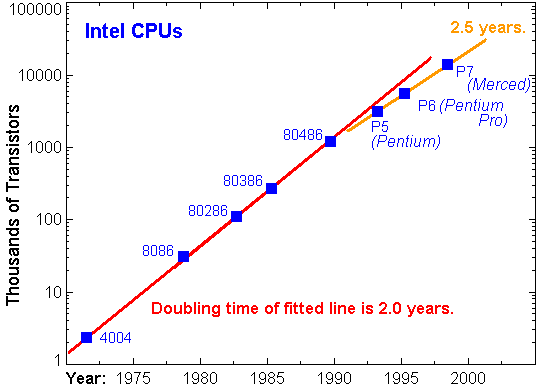 100000
Intel CPUs
2.5 years.
10000
P7
(Merced)
P6 (Pentium
Pro)
P5
(Pentium)
80486
1000
80386
80286
100
8086
10
Doubling time of fitted line is 2.0 years.
4004
1
Thousands of Transistors
Year: 1975 1980 1985 1990 1995 2000